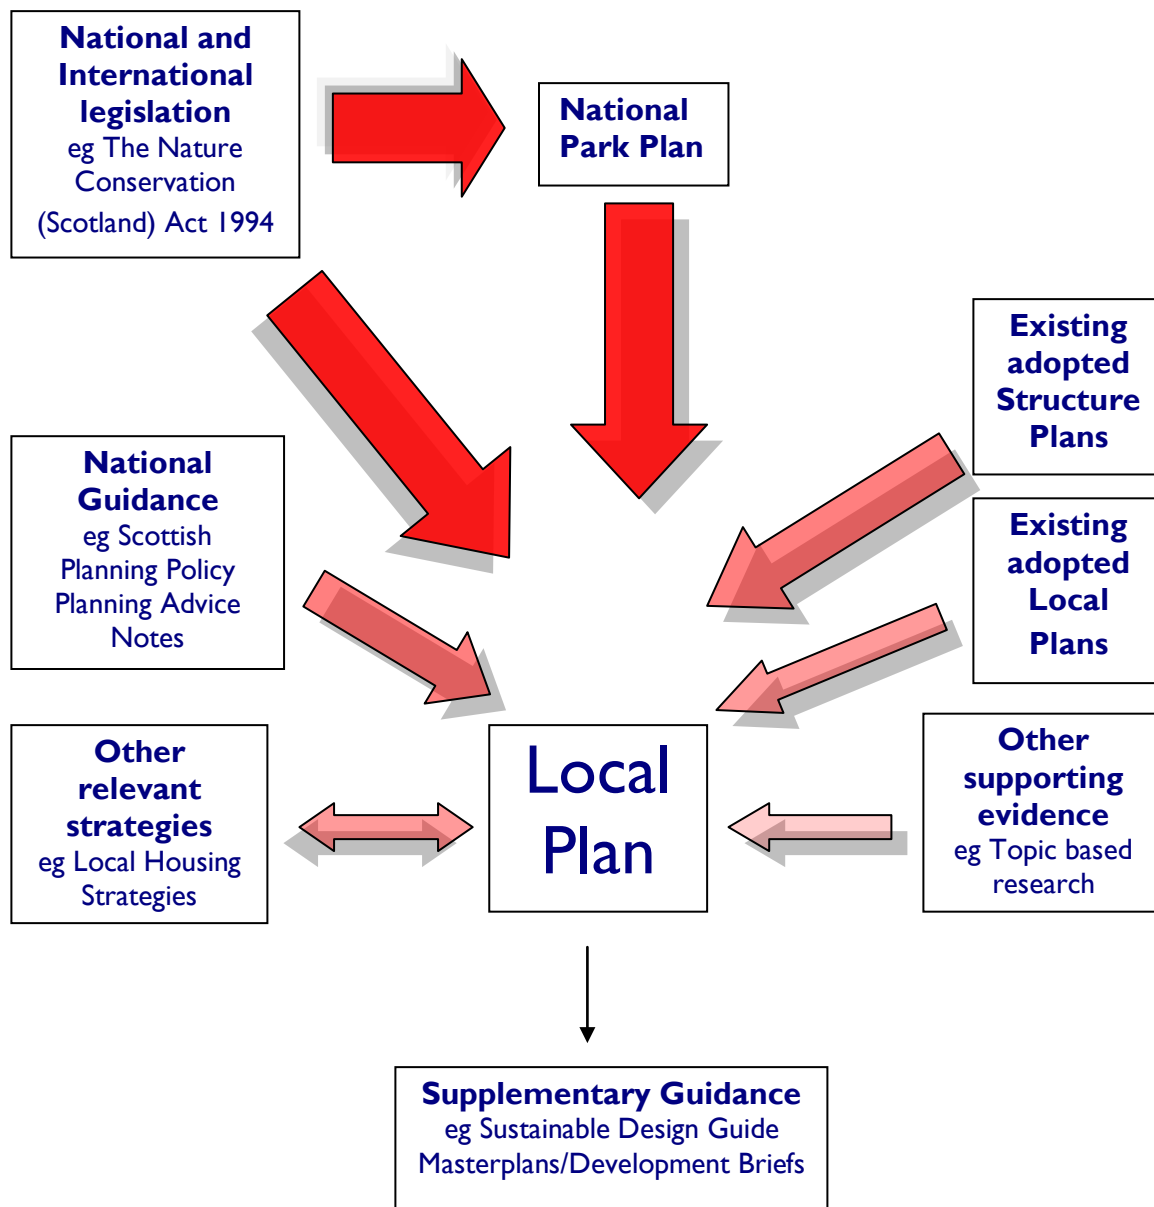 National and
International
legislation
eg The Nature
Conservation
(Scotland) Act 1994
National
Park Plan
Existing
adopted
Structure
Plans
National
Guidance
eg Scottish
Planning Policy
Planning Advice
Notes
Existing
adopted
Local
Plans
Other
relevant
strategies
eg Local Housing
Strategies
Local
Plan
Other
supporting
evidence
eg Topic based
research
Supplementary Guidance
eg Sustainable Design Guide
Masterplans/Development Briefs